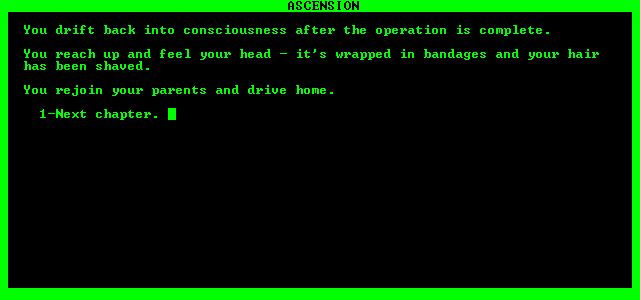 ASCENSION
You drift back into consciousness after the operation is complete.
You reach up and feel your head - it's wrapped in bandages and your hair
has been shaved.
You rejoin your parents and drive home.
1-Next chapter.